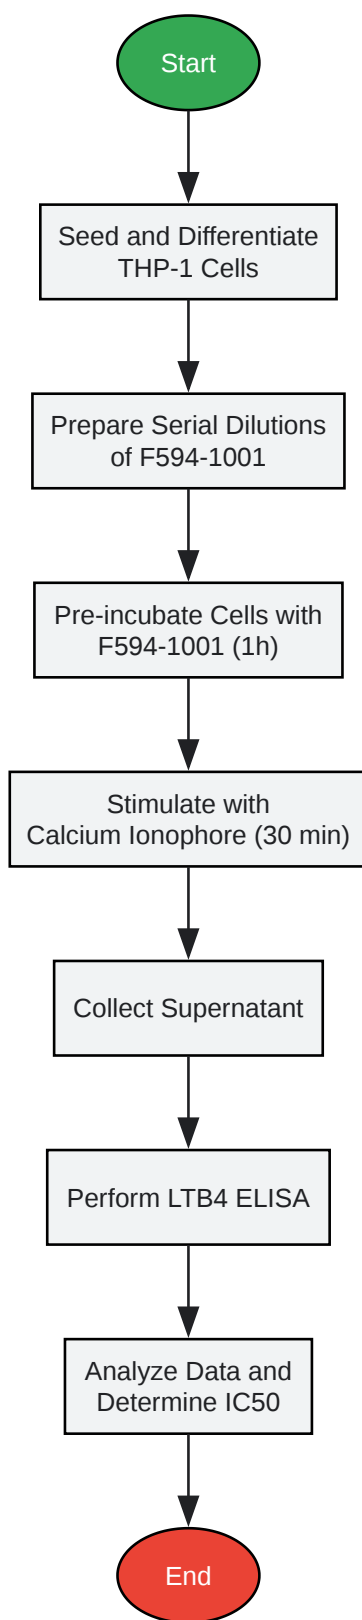 Start
Seed and Differentiate
THP-1 Cells
Prepare Serial Dilutions
of F594-1001
Pre-incubate Cells with
F594-1001 (1h)
Stimulate with
Calcium Ionophore (30 min)
Collect Supernatant
Perform LTB4 ELISA
Analyze Data and
Determine IC50
End